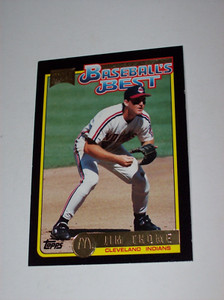 BASEBALL'S
BEST
JIM THOME
CLEVELAND INDIANS
TOPPS